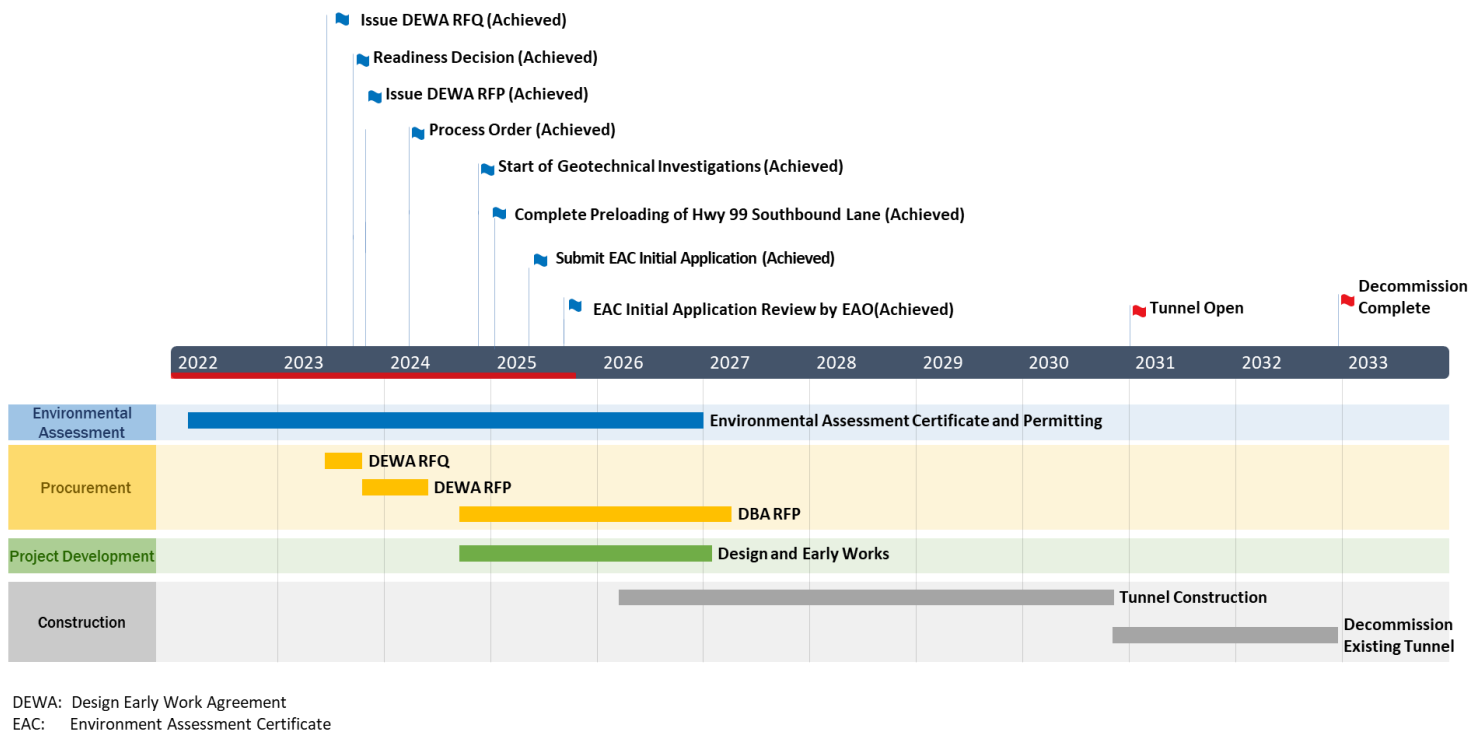 Issue DEWA RFQ (Achieved)
Readiness Decision (Achieved)
Issue DEWA RFP (Achieved)
Process Order (Achieved)
Start of Geotechnical Investigations (Achieved)
Complete Preloading of Hwy 99 Southbound Lane (Achieved)
Submit EAC Initial Application (Achieved)
EAC Initial Application Review by EAO(Achieved)
Tunnel Open
Decommission
Complete
2022 2023 2024 2025 2026 2027 2028 2029 2030 2031 2032 2033
Environmental
Assessment
Environmental Assessment Certificate and Permitting
Procurement
DEWA RFQ
DEWA RFP
DBA RFP
Project Development
Design and Early Works
Construction
Tunnel Construction
Decommission
Existing Tunnel
DEWA: Design Early Work Agreement
EAC: Environment Assessment Certificate